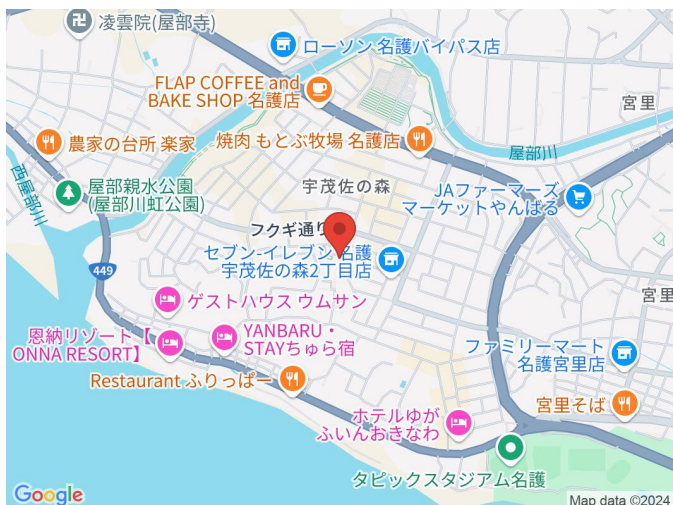 凌雲院(屋部寺)
ローソン 名護バイパス店
FLAP COFFEE and
BAKE SHOP 名護店
宮里
農家の台所 楽家
焼肉 もとぶ牧場 名護店
屋部川
西屋部川
屋部親水公園
(屋部川虹公園)
宇茂佐の森
JAファーマーズ
マーケットやんばる
フクギ通り
セブン-イレブン 名護
宇茂佐の森2丁目店
449
ゲストハウス ウムサン
宮里
恩納リゾート【
ONNA RESORT】
YANBARU・
STAYちゅら宿
ファミリーマート
名護宮里店
Restaurant ふりっぱー
宮里そば
ホテルゆが
ふいんおきなわ
タピックスタジアム名護
Google
Map data ©2024